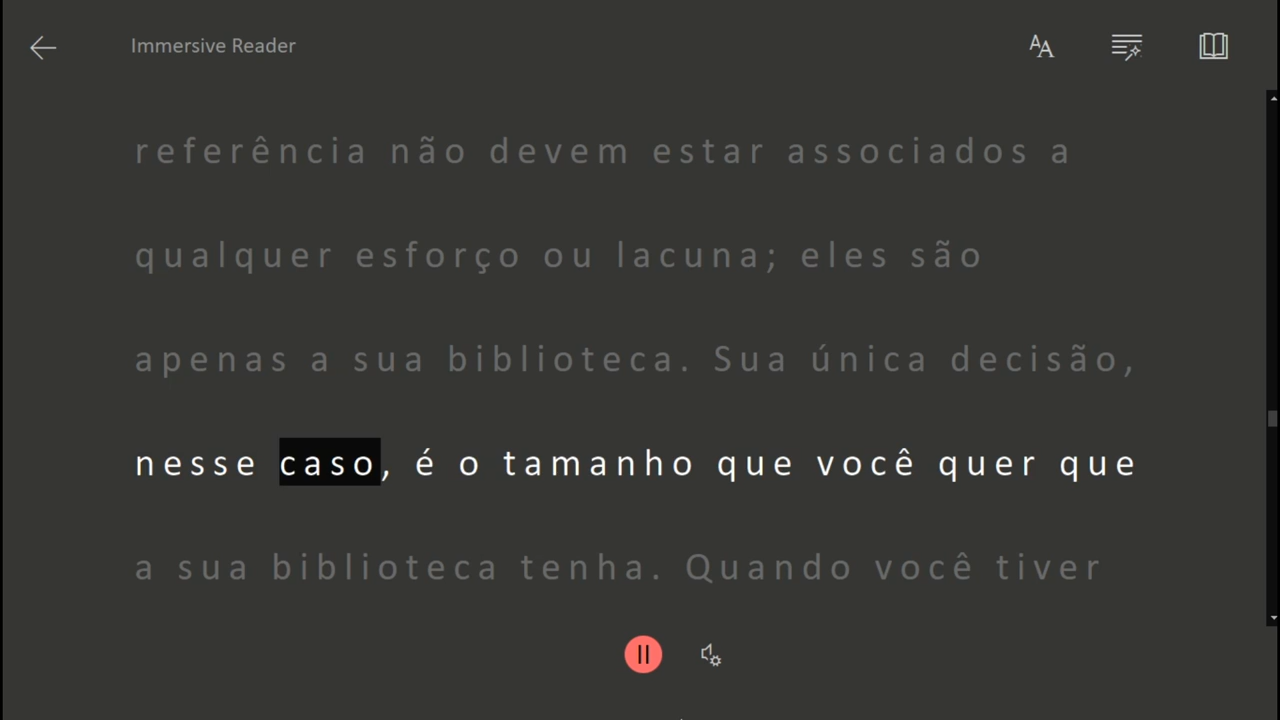 Immersive Reader
referência não devem estar associados a
qualquer esforço ou lacuna; eles são
apenas a sua biblioteca. Sua única decisão,
nesse caso, é o tamanho que você quer que
a sua biblioteca tenha. Quando você tiver